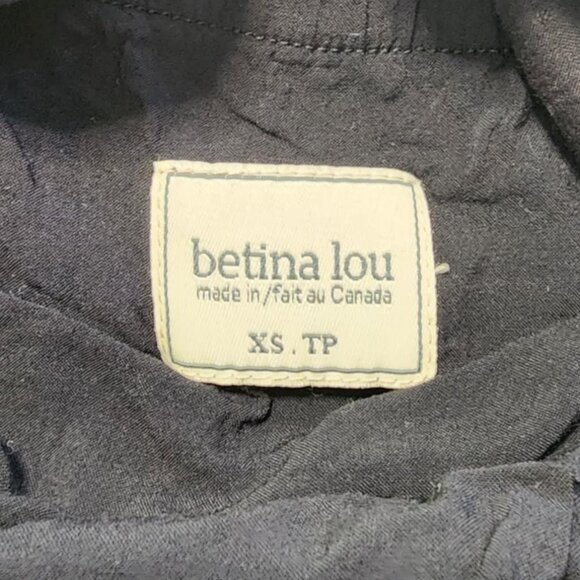 betina lou
made in/fait au Canada
XS . TP